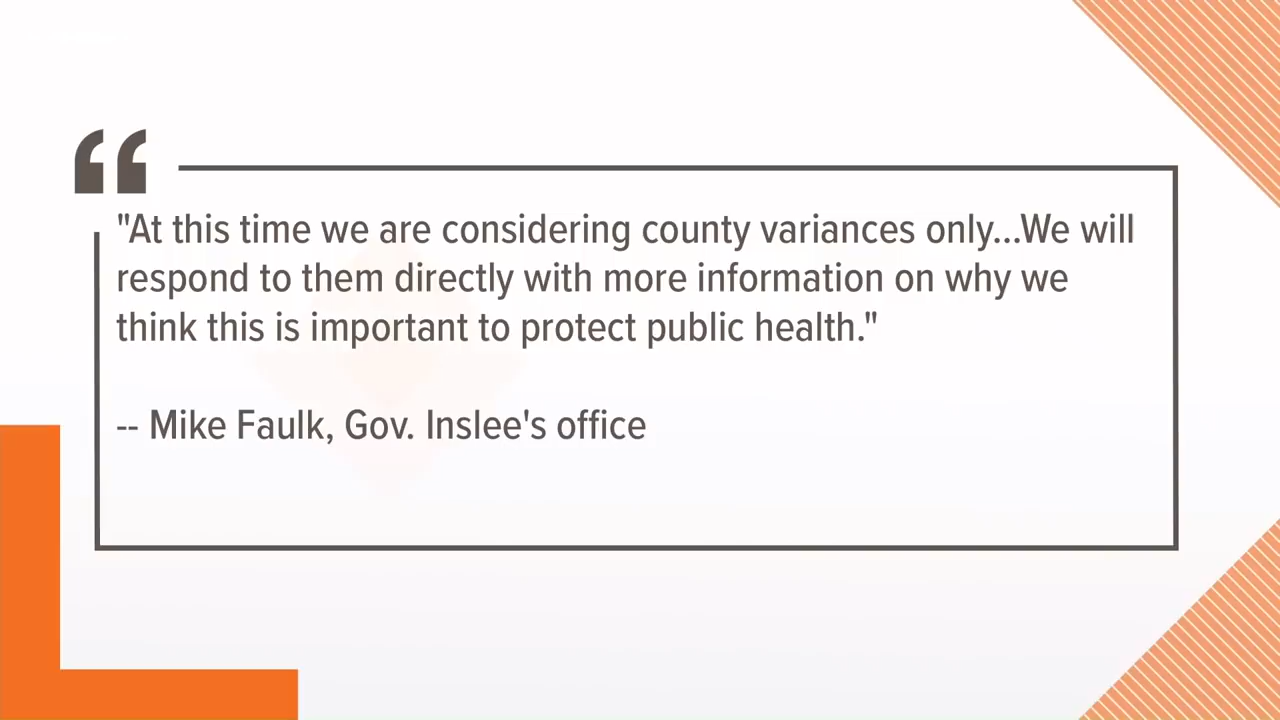 "At this time we are considering county variances only...We will
respond to them directly with more information on why we
think this is important to protect public health."
-- Mike Faulk, Gov. Inslee's office